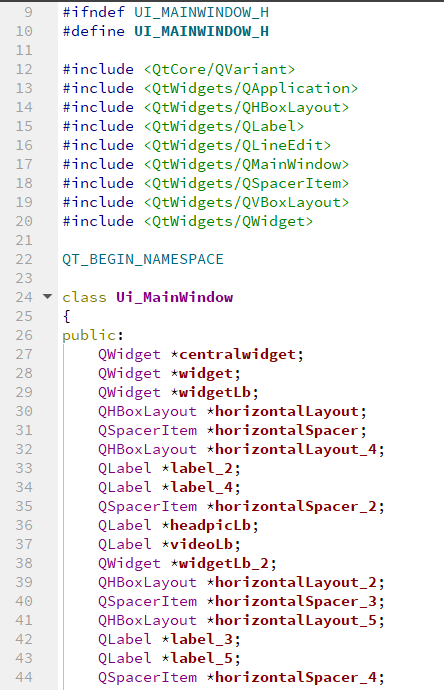 9 #ifndef UI_MAINWINDOW_H
10 #define UI_MAINWINDOW_H
11
12 #include <QtCore/QVariant>
13 #include <QtWidgets/QApplication>
14 #include <QtWidgets/QHBoxLayout>
15 #include <QtWidgets/QLabel>
16 #include <QtWidgets/QLineEdit>
17 #include <QtWidgets/QMainWindow>
18 #include <QtWidgets/QSpacerItem>
19 #include <QtWidgets/QVBoxLayout>
20 #include <QtWidgets/QWidget>
21
22 QT_BEGIN_NAMESPACE
23
24 class Ui_MainWindow
25 {
26 public:
27 QWidget *centralwidget;
28 QWidget *widget;
29 QWidget *widgetLb;
30 QHBoxLayout *horizontalLayout;
31 QSpacerItem *horizontalSpacer;
32 QHBoxLayout *horizontalLayout_4;
33 QLabel *label_2;
34 QLabel *label_4;
35 QSpacerItem *horizontalSpacer_2;
36 QLabel *headpicLb;
37 QLabel *videoLb;
38 QWidget *widgetLb_2;
39 QHBoxLayout *horizontalLayout_2;
40 QSpacerItem *horizontalSpacer_3;
41 QHBoxLayout *horizontalLayout_5;
42 QLabel *label_3;
43 QLabel *label_5;
44 QSpacerItem *horizontalSpacer_4;